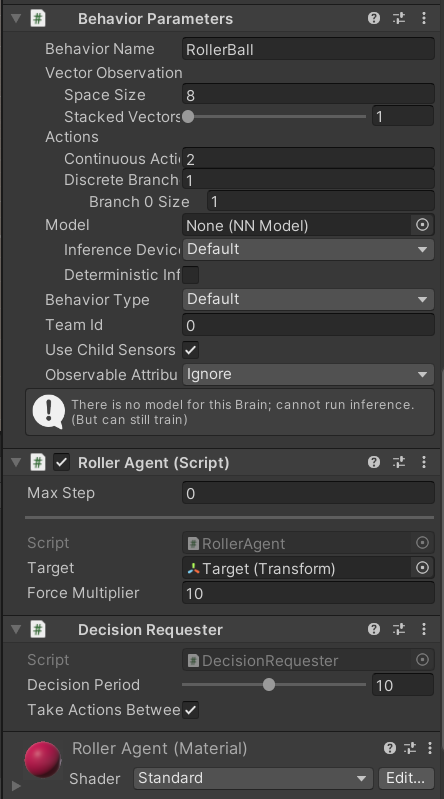 Behavior Parameters
Behavior Name RollerBall
Vector Observation
Space Size 8
Stacked Vectors 1
Actions
Continuous Acti 2
Discrete Branch 1
Branch 0 Size 1
Model None (NN Model)
Inference Devic Default
Deterministic Inf
Behavior Type Default
Team Id 0
Use Child Sensors
Observable Attribu Ignore
There is no model for this Brain; cannot run inference.
(But can still train)
Roller Agent (Script)
Max Step 0
Script RollerAgent
Target Target (Transform)
Force Multiplier 10
Decision Requester
Script DecisionRequester
Decision Period 10
Take Actions Betwee
Roller Agent (Material)
Shader Standard Edit...